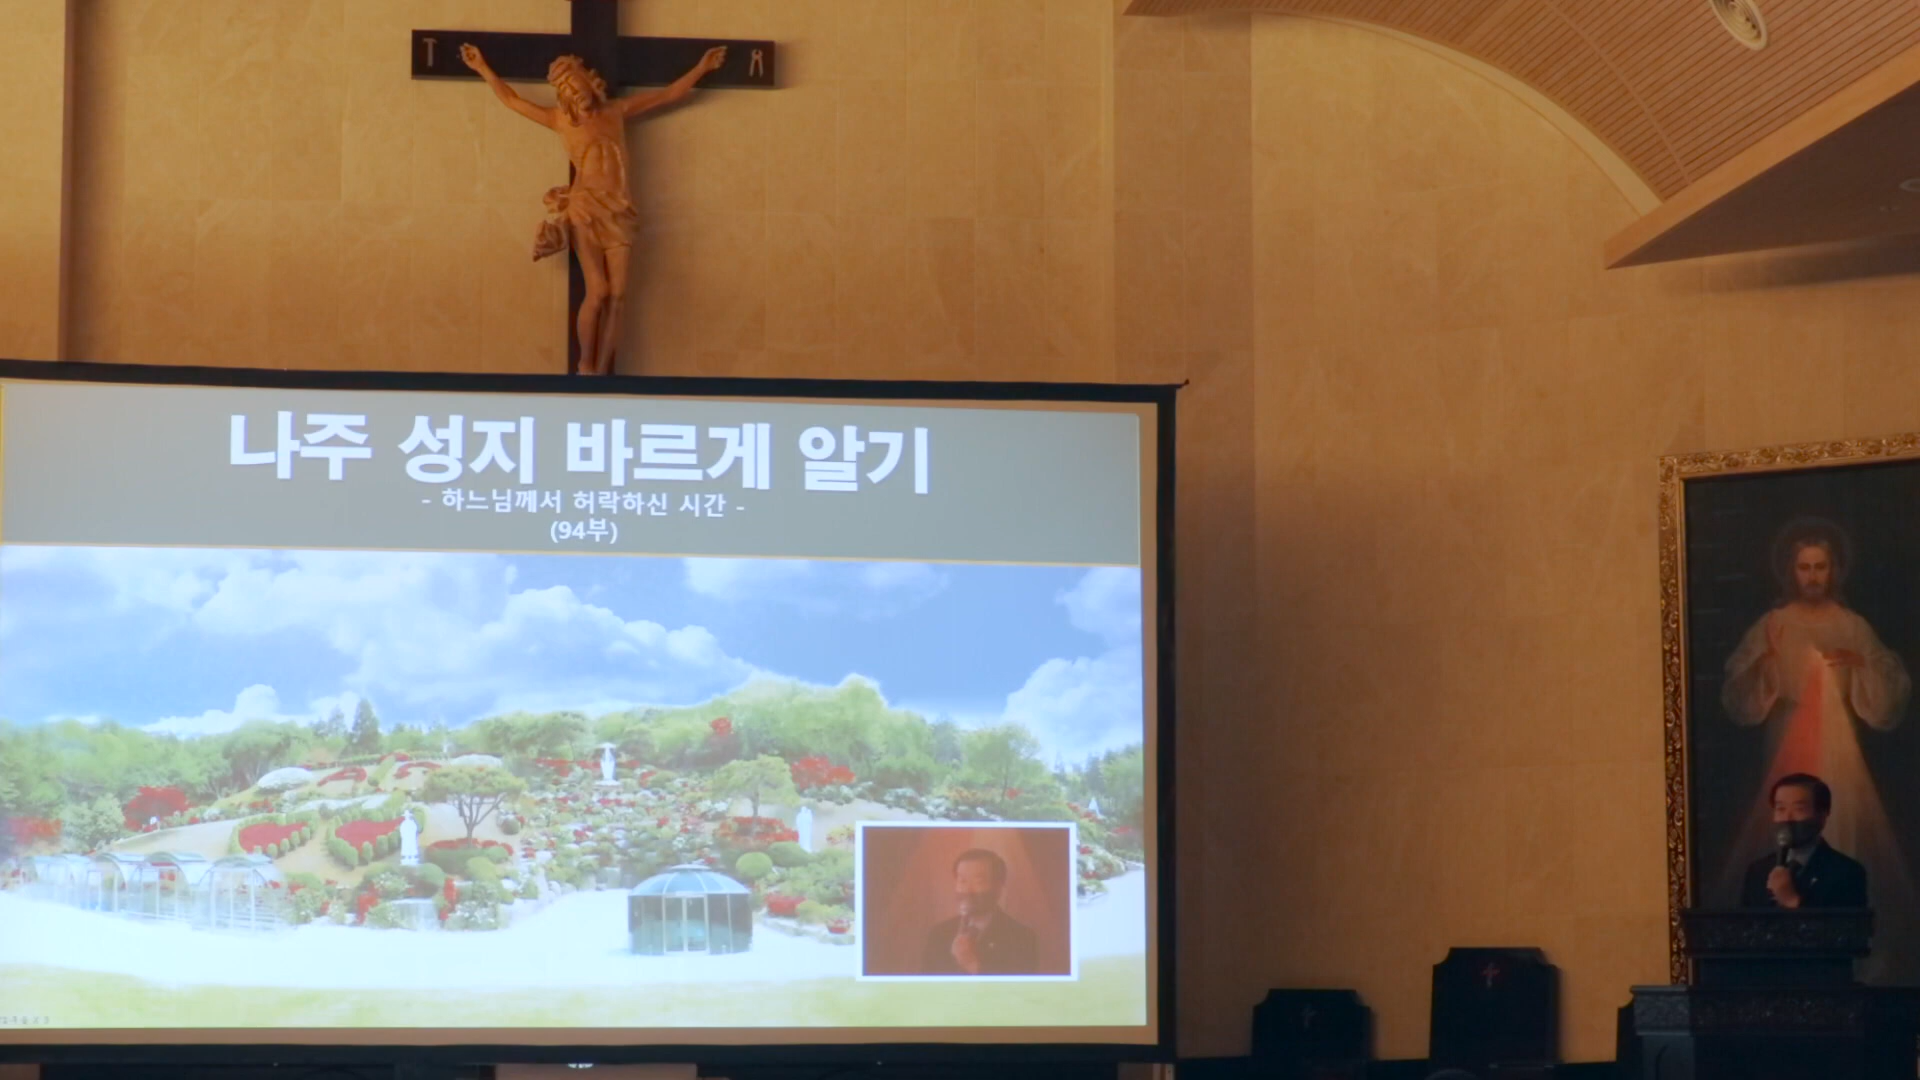 나주 성지 바르게 알기
- 하느님께서 허락하신 시간 -
(94부)